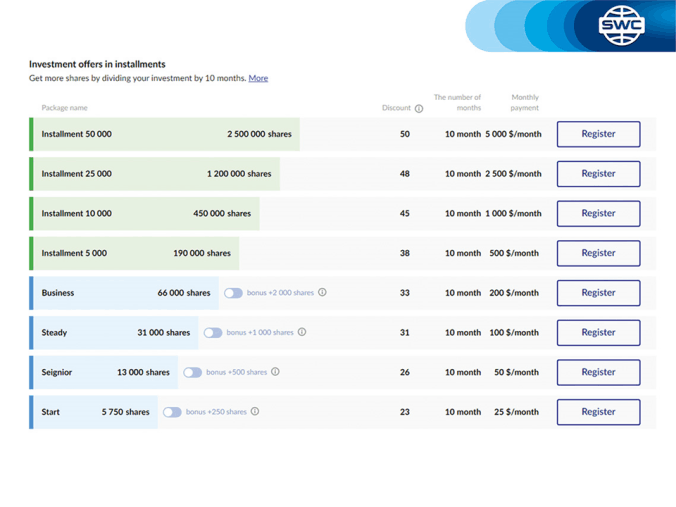 SWC
Investment offers in installments
Get more shares by dividing your investment by 10 months. More
Package name Discount The number of months Monthly payment
Installment 50 000 2 500 000 shares 50 10 month 5 000 $/month Register
Installment 25 000 1 200 000 shares 48 10 month 2 500 $/month Register
Installment 10 000 450 000 shares 45 10 month 1 000 $/month Register
Installment 5 000 190 000 shares 38 10 month 500 $/month Register
Business 66 000 shares bonus +2 000 shares 33 10 month 200 $/month Register
Steady 31 000 shares bonus +1 000 shares 31 10 month 100 $/month Register
Seignior 13 000 shares bonus +500 shares 26 10 month 50 $/month Register
Start 5 750 shares bonus +250 shares 23 10 month 25 $/month Register